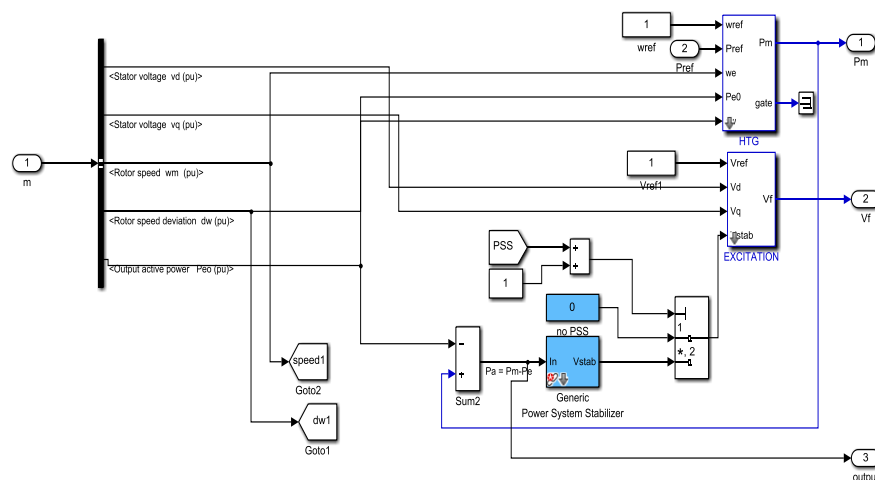 1
wref
2
Pref
wref
Pref
we
Pe0
Pm
gate
HTG
1
Pm
<Stator voltage vd (pu)>
<Stator voltage vq (pu)>
1
m
<Rotor speed wm (pu)>
<Rotor speed deviation dw (pu)>
<Output active power Peo (pu)>
1
Vref1
Vref
Vd
Vq
Vf
EXCITATION
2
Vf
PSS
1
+
+
0
no PSS
1
*, 2
speed1
Goto2
dw1
Goto1
-
+
Sum2
Pa = Pm-Pe
In
Vstab
Generic
Power System Stabilizer
3
output